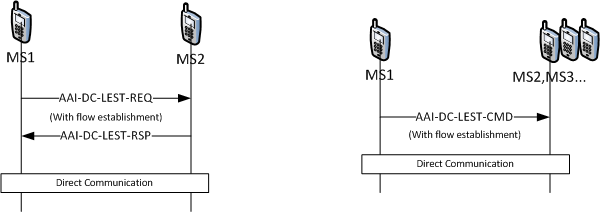 MS1
MS2
AAI-DC-LEST-REQ
(With flow establishment)
AAI-DC-LEST-RSP
Direct Communication
MS1
MS2,MS3...
AAI-DC-LEST-CMD
(With flow establishment)
Direct Communication